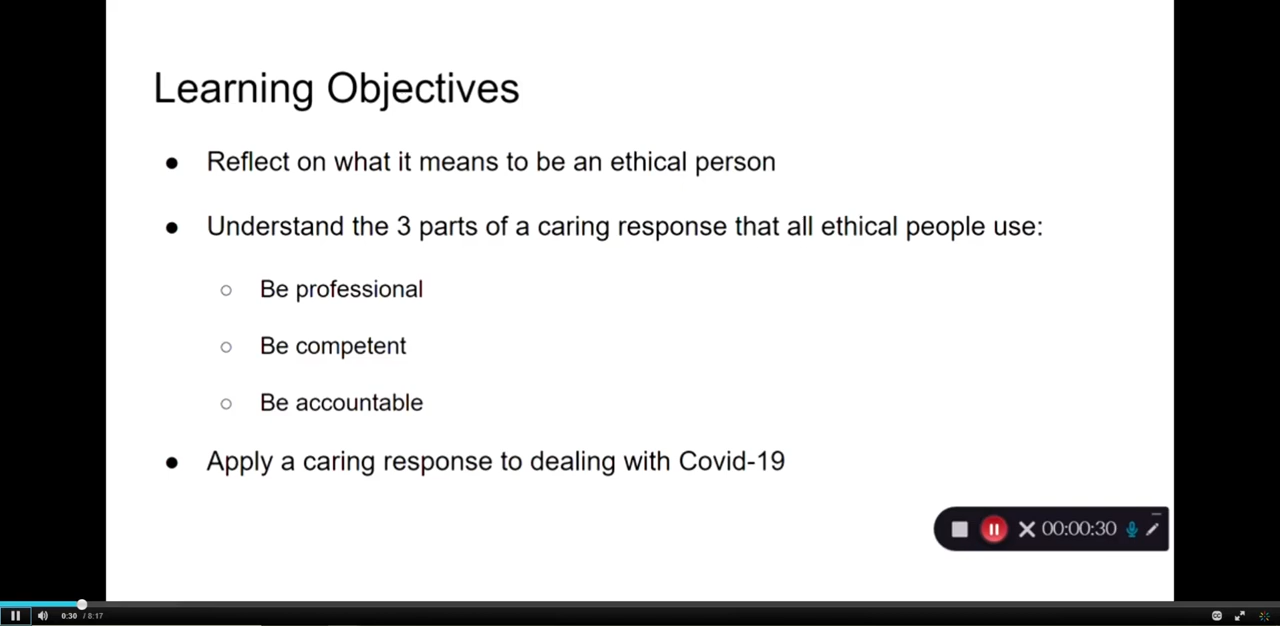 Learning Objectives
● Reflect on what it means to be an ethical person
● Understand the 3 parts of a caring response that all ethical people use:
○ Be professional
○ Be competent
○ Be accountable
● Apply a caring response to dealing with Covid-19
00:00:30
0:30 / 8:17
CC